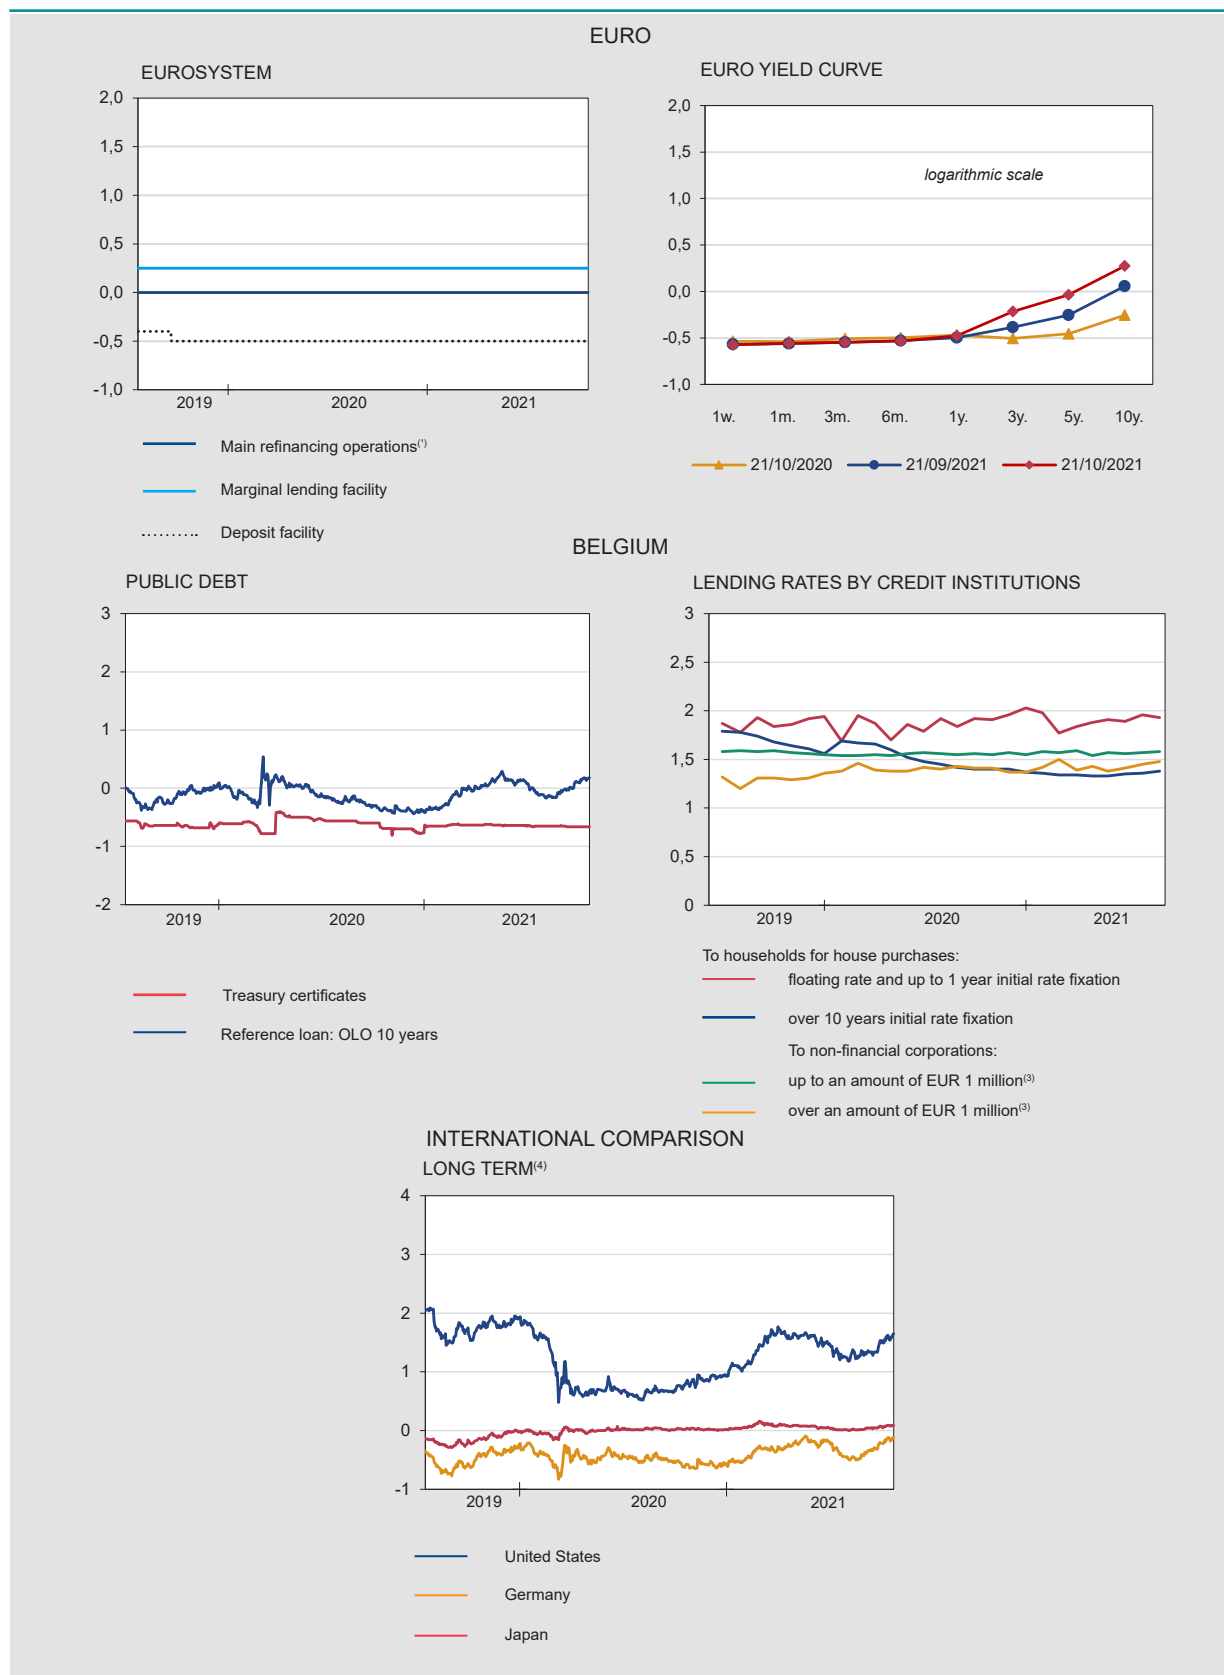 EURO
EUROSYSTEM
2,0
1,5
1,0
0,5
0,0
-0,5
-1,0
2019 2020 2021
Main refinancing operations(¹)
Marginal lending facility
Deposit facility
EURO YIELD CURVE
2,0
1,5
1,0
0,5
0,0
-0,5
-1,0
logarithmic scale
1w. 1m. 3m. 6m. 1y. 3y. 5y. 10y.
21/10/2020 21/09/2021 21/10/2021
BELGIUM
PUBLIC DEBT
3
2
1
0
-1
-2
2019 2020 2021
Treasury certificates
Reference loan: OLO 10 years
LENDING RATES BY CREDIT INSTITUTIONS
3
2,5
2
1,5
1
0,5
0
2019 2020 2021
To households for house purchases:
floating rate and up to 1 year initial rate fixation
over 10 years initial rate fixation
To non-financial corporations:
up to an amount of EUR 1 million(3)
over an amount of EUR 1 million(3)
INTERNATIONAL COMPARISON
LONG TERM(4)
4
3
2
1
0
-1
2019 2020 2021
United States
Germany
Japan